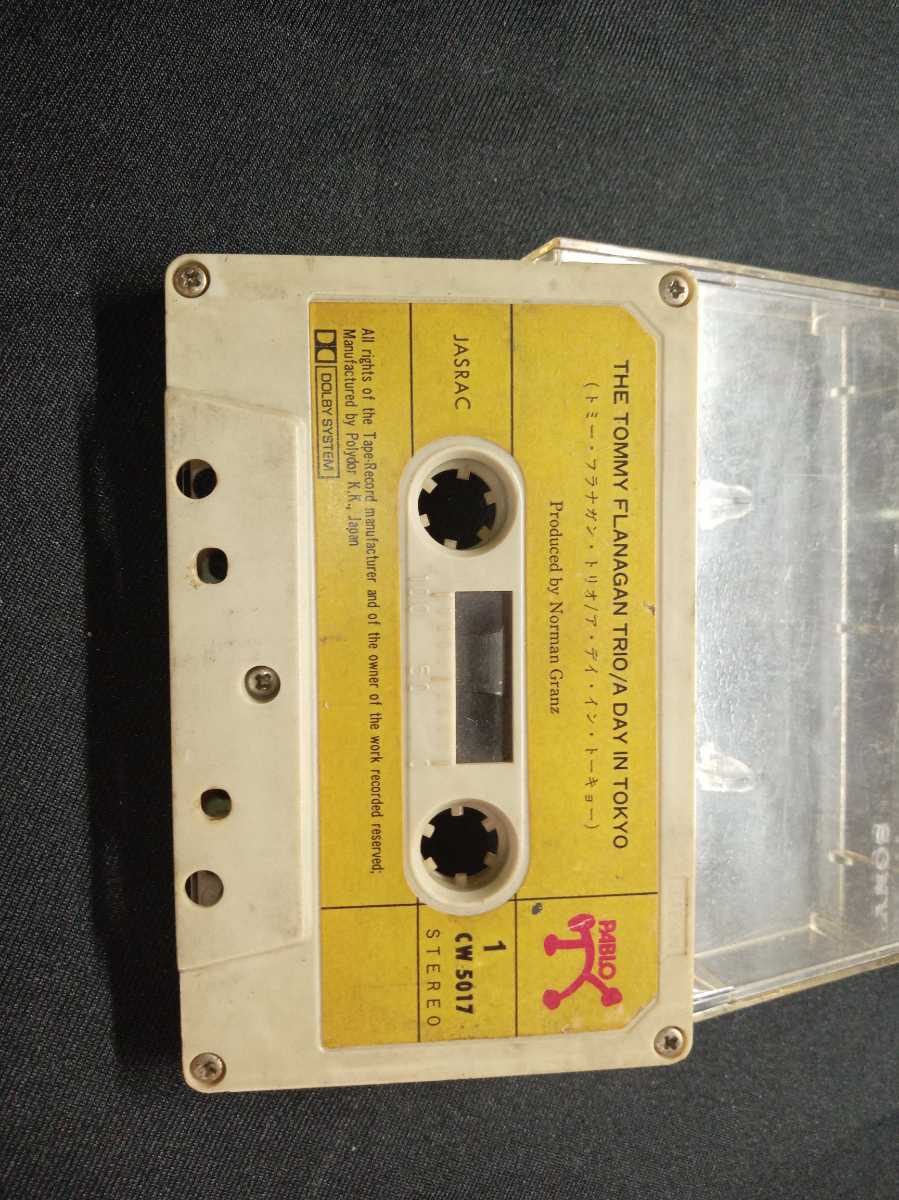 THE TOMMY FLANAGAN TRIO/A DAY IN TOKYO
(トミー・フラナガン・トリオ/ア・デイ・イン・トーキョー)
Produced by Norman Granz
PABLO
JASRAC
1
CW 5017
STEREO
100 50 0
All rights of the Tape-Record manufacturer and of the owner of the work recorded reserved;
Manufactured by Polydor K.K., Japan
DOLBY SYSTEM
SONY